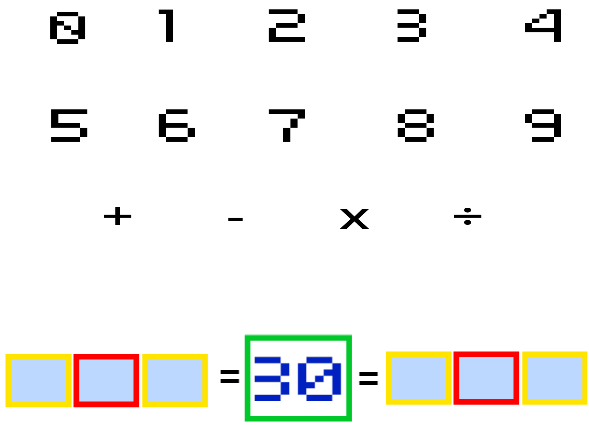 0 1 2 3 4
5 6 7 8 9
+ - x ÷
= 30 =